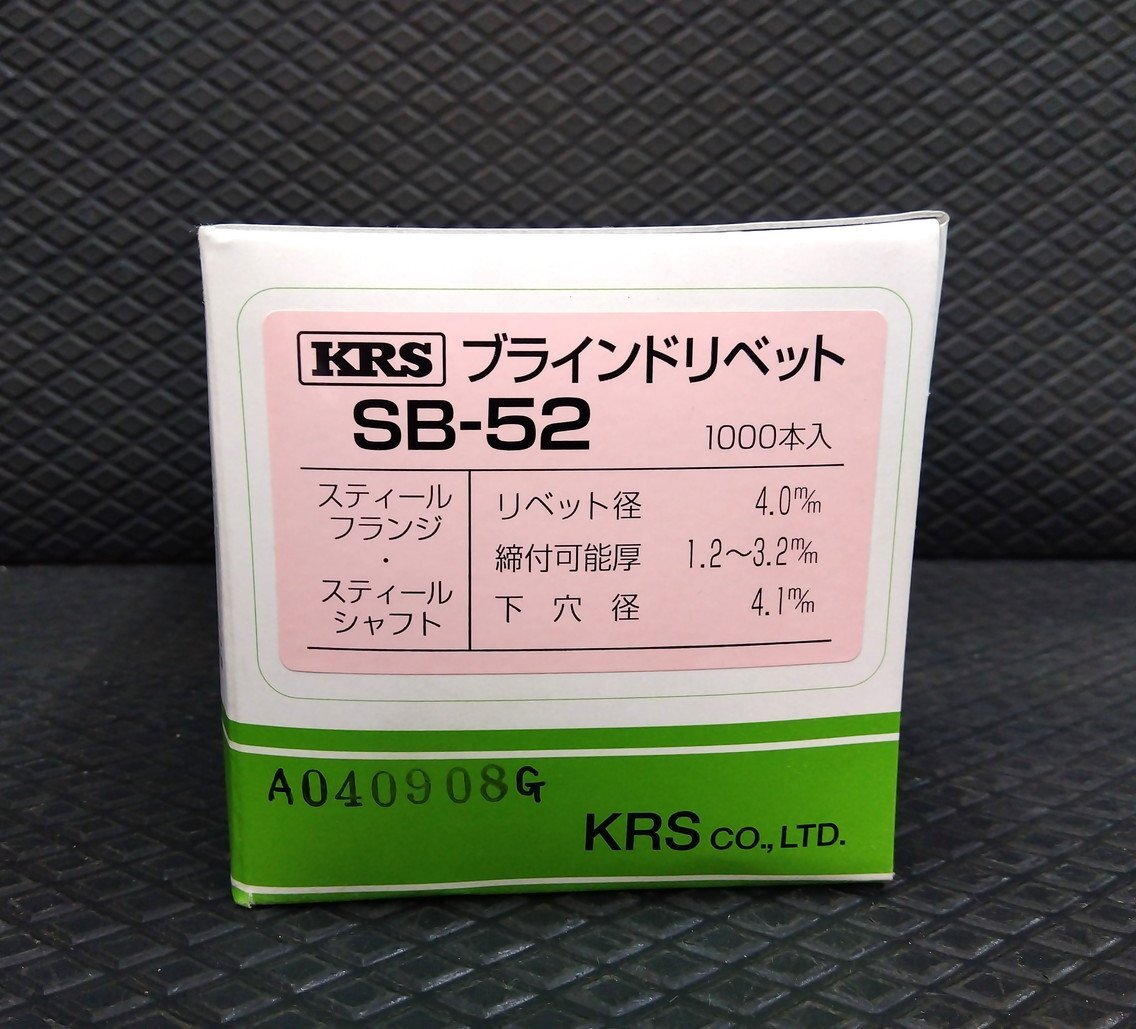 KRS ブラインドリベット
SB-52 1000本入
スティール
フランジ
・
スティール
シャフト
リベット径 4.0m/m
締付可能厚 1.2～3.2m/m
下穴径 4.1m/m
A040908G
KRS CO., LTD.